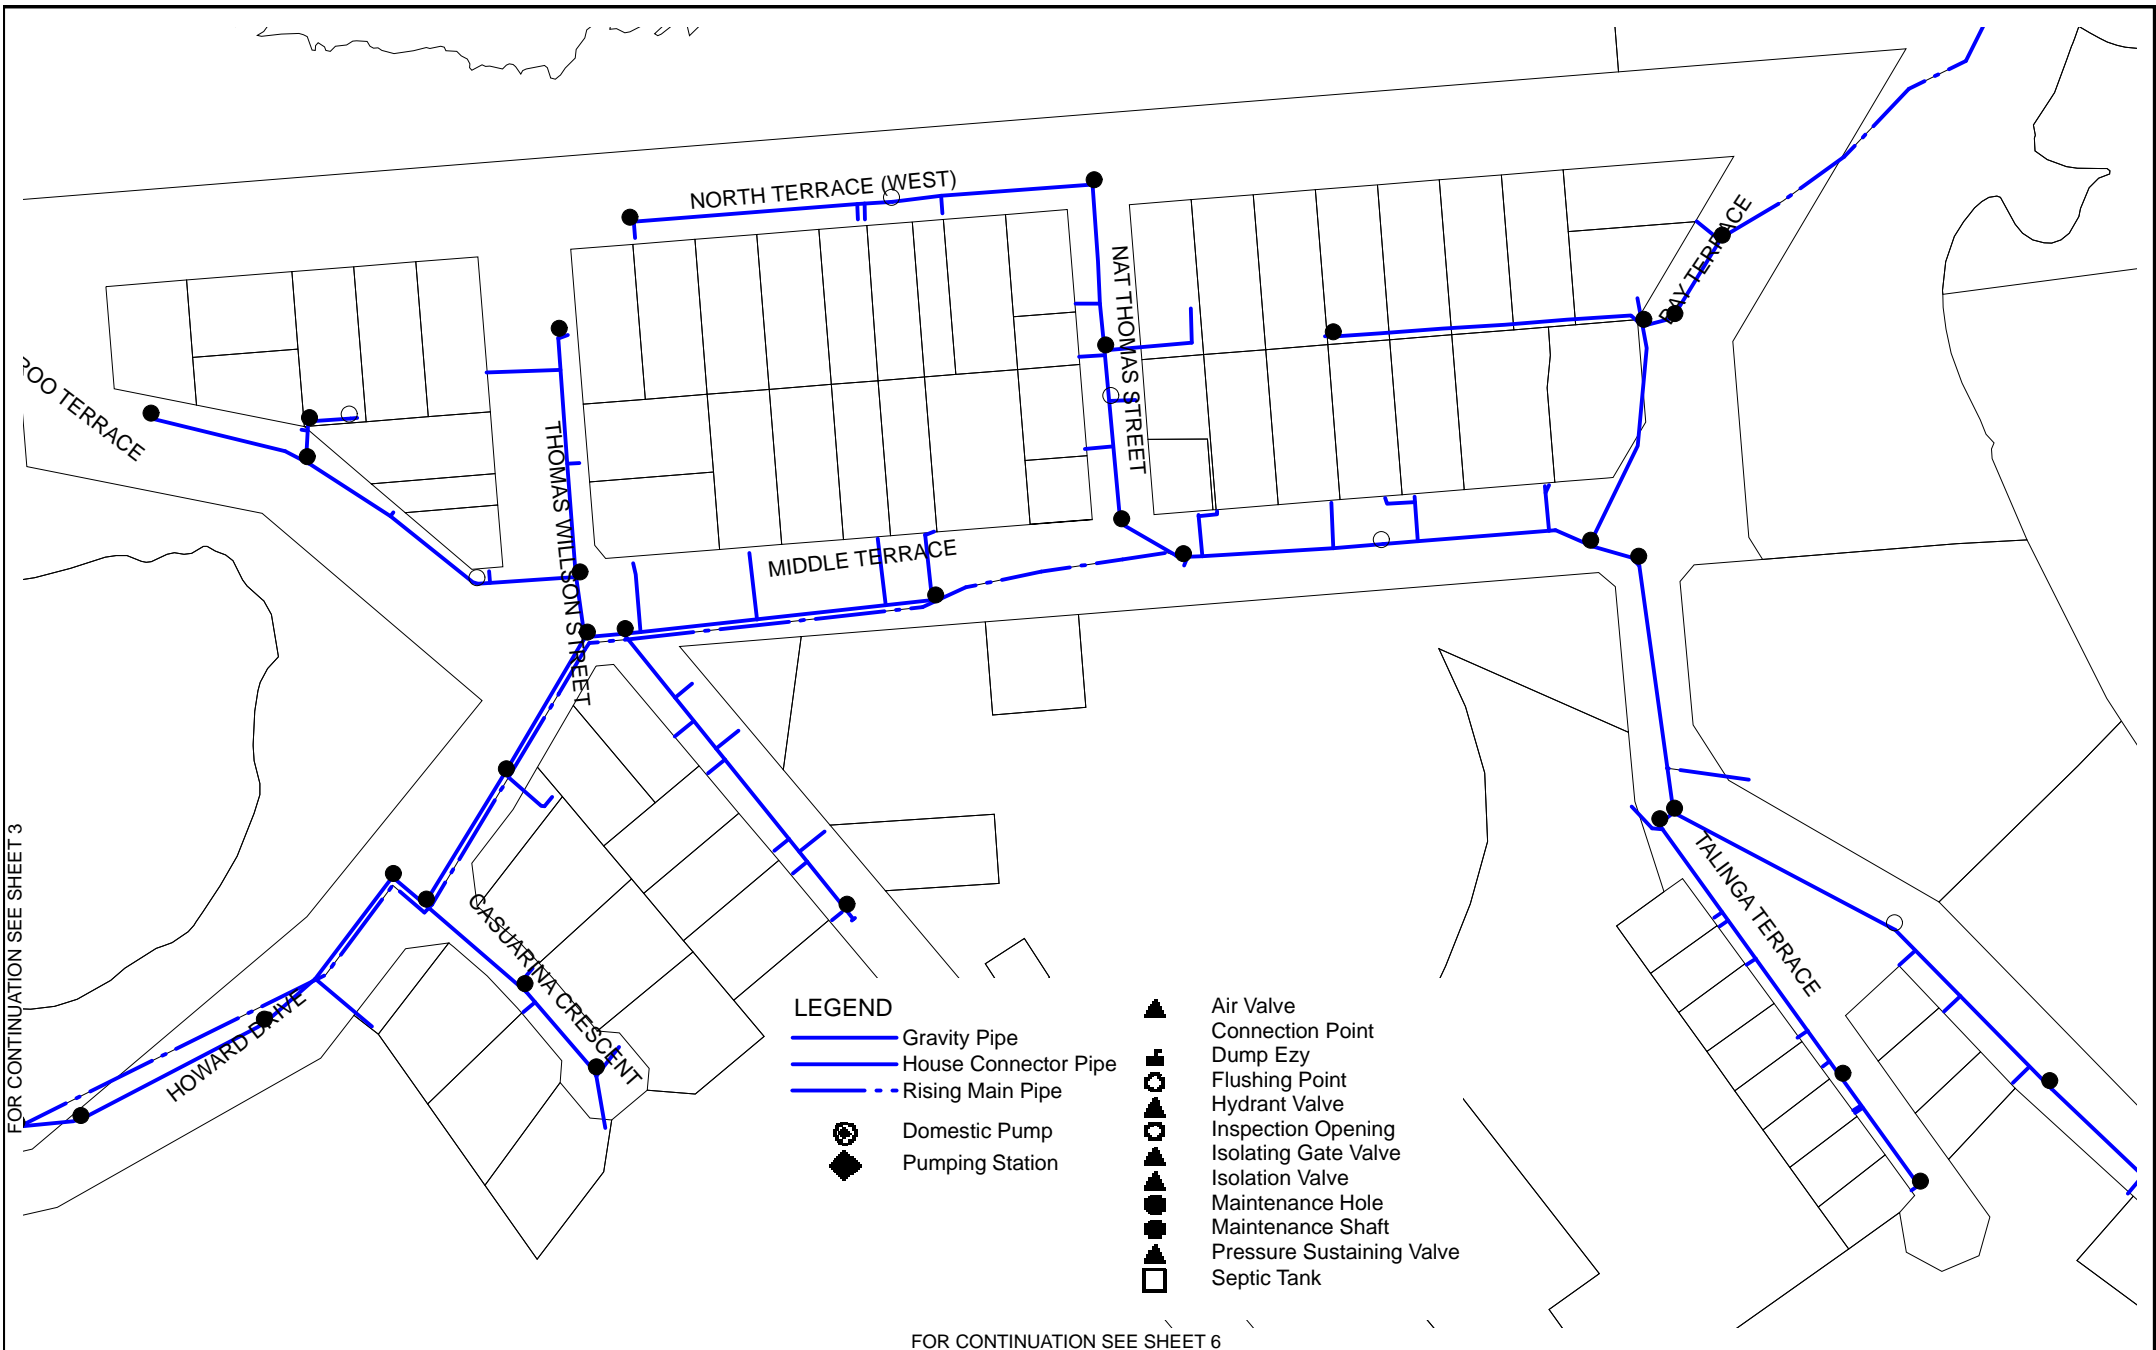 NORTH TERRACE (WEST)
BAY TERRACE
NAT THOMAS STREET
ROO TERRACE
THOMAS WILLSON STREET
MIDDLE TERRACE
FOR CONTINUATION SEE SHEET 3
TALINGA TERRACE
CASUARINA CRESCENT
HOWARD DRIVE
LEGEND
Gravity Pipe
House Connector Pipe
Rising Main Pipe
Domestic Pump
Pumping Station
Air Valve
Connection Point
Dump Ezy
Flushing Point
Hydrant Valve
Inspection Opening
Isolating Gate Valve
Isolation Valve
Maintenance Hole
Maintenance Shaft
Pressure Sustaining Valve
Septic Tank
FOR CONTINUATION SEE SHEET 6